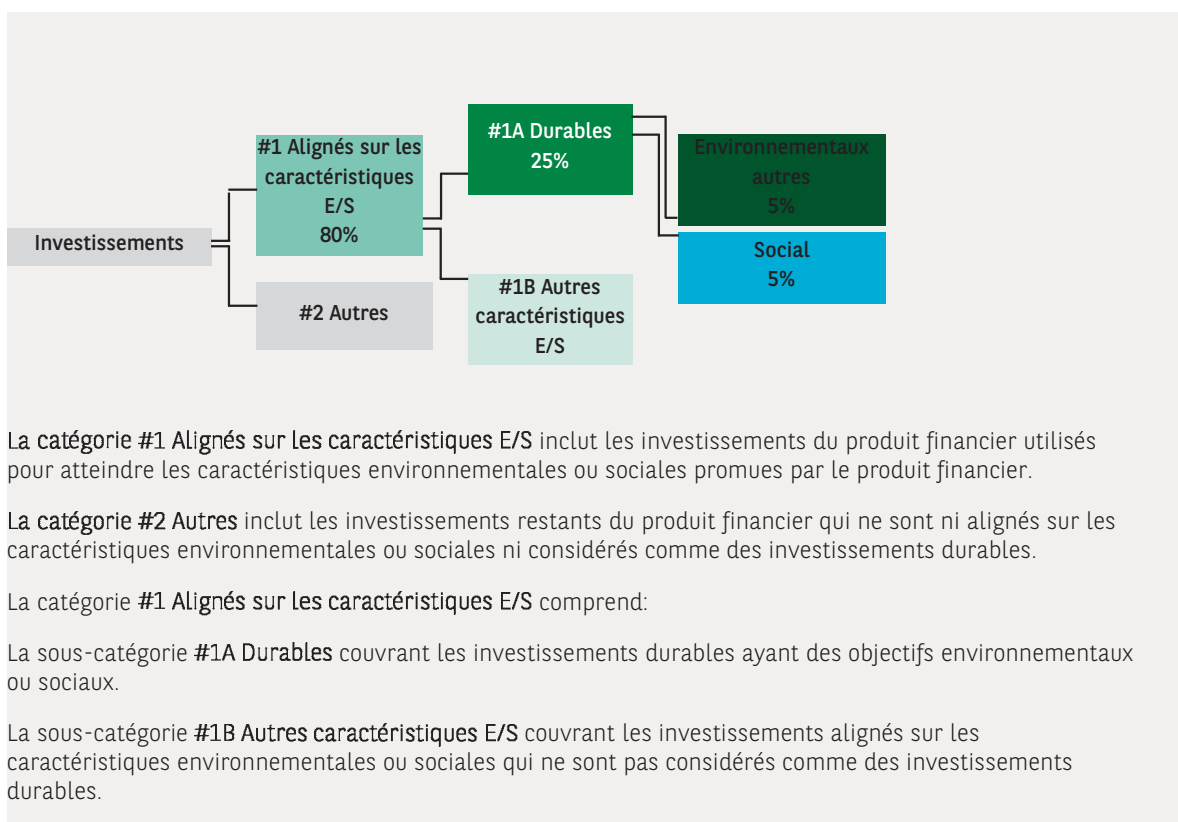 #1A Durables
25%
#1 Alignés sur les
caractéristiques
E/S
80%
Environnementaux
autres
5%
Investissements
Social
5%
#2 Autres
#1B Autres
caractéristiques
E/S
La catégorie #1 Alignés sur les caractéristiques E/S inclut les investissements du produit financier utilisés
pour atteindre les caractéristiques environnementales ou sociales promues par le produit financier.
La catégorie #2 Autres inclut les investissements restants du produit financier qui ne sont ni alignés sur les
caractéristiques environnementales ou sociales ni considérés comme des investissements durables.
La catégorie #1 Alignés sur les caractéristiques E/S comprend:
La sous-catégorie #1A Durables couvrant les investissements durables ayant des objectifs environnementaux
ou sociaux.
La sous-catégorie #1B Autres caractéristiques E/S couvrant les investissements alignés sur les
caractéristiques environnementales ou sociales qui ne sont pas considérés comme des investissements
durables.